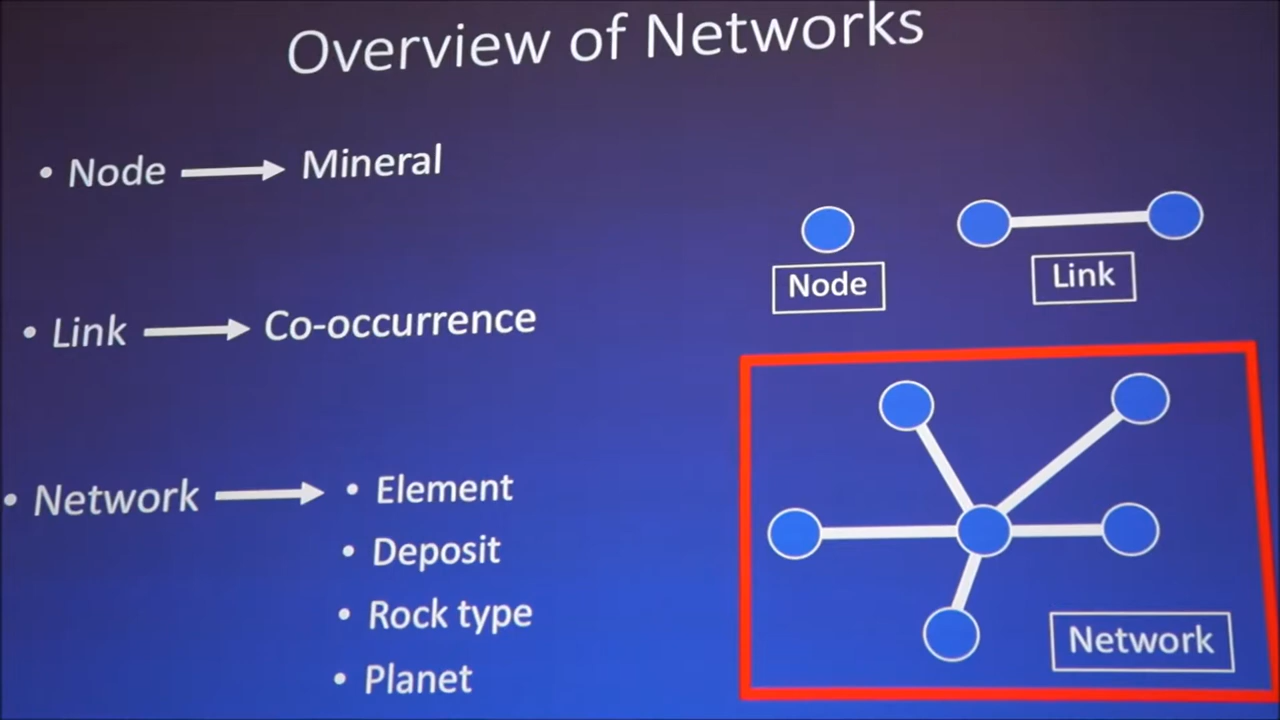 Overview of Networks
• Node → Mineral
• Link → Co-occurrence
• Network → • Element
• Deposit
• Rock type
• Planet
Node
Link
Network